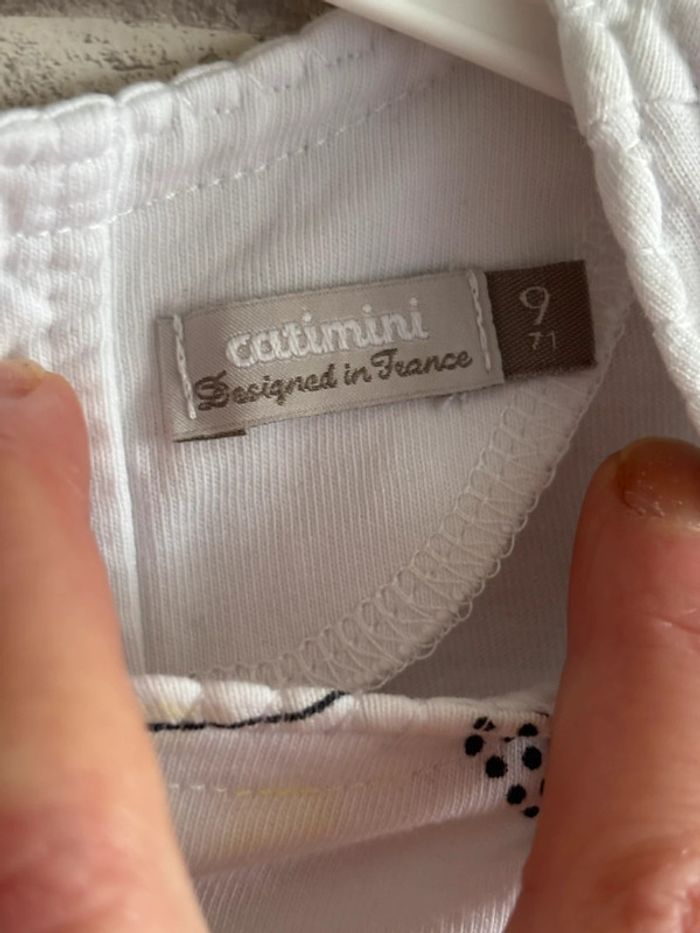 catimini
Designed in France
9
71